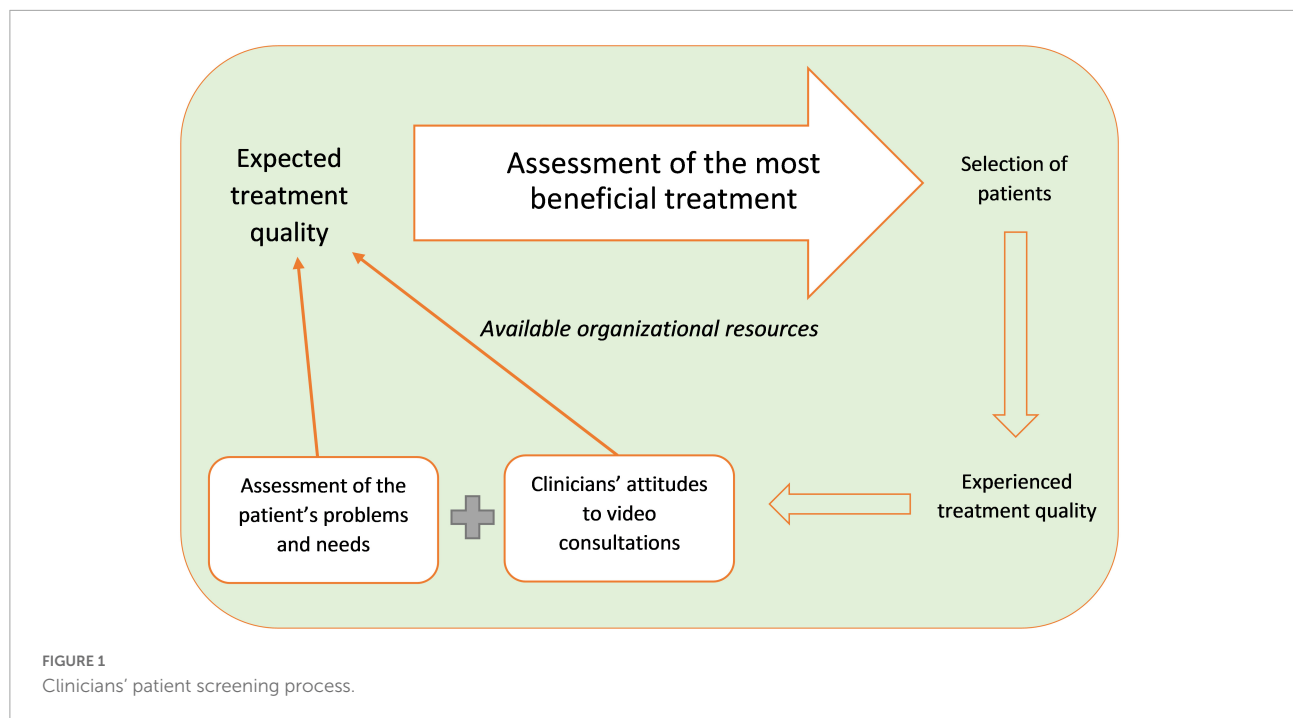 Expected
treatment
quality
Assessment of the most
beneficial treatment
Selection of
patients
Available organizational resources
Assessment of the
patient’s problems
and needs
Clinicians’ attitudes
to video
consultations
Experienced
treatment quality
FIGURE 1
Clinicians’ patient screening process.